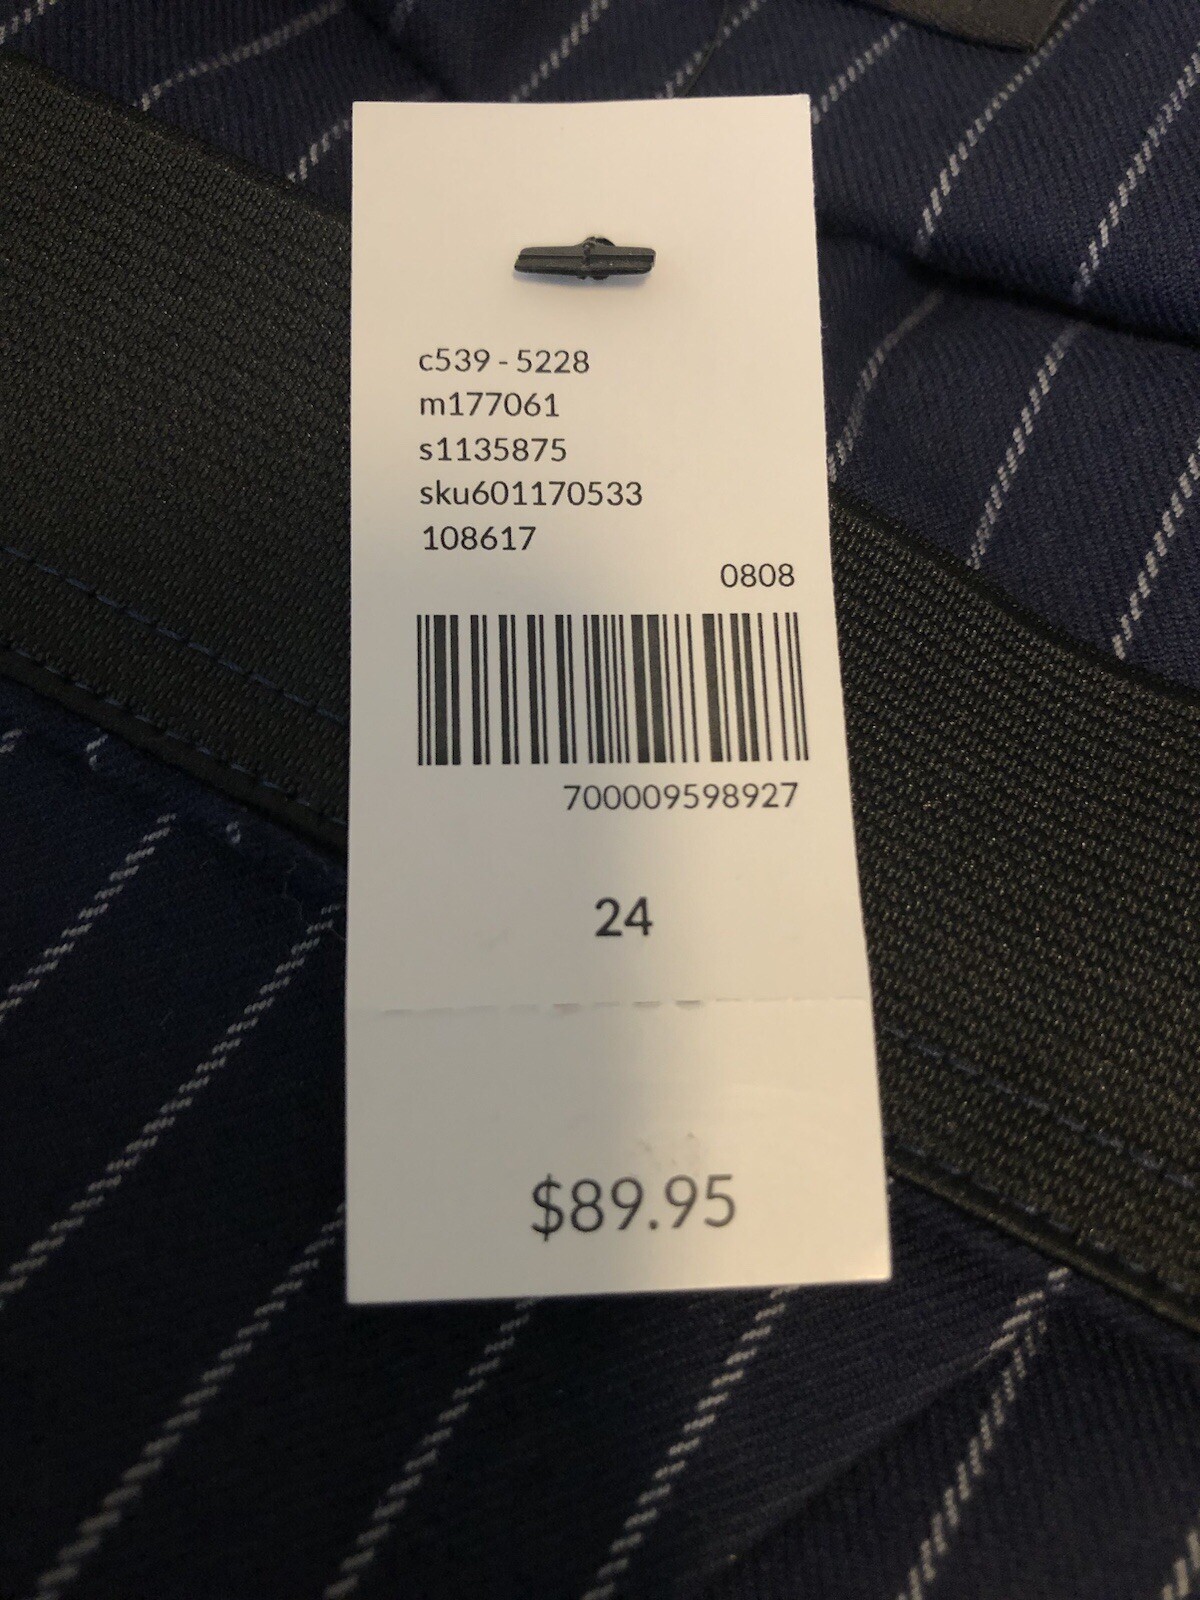 c539 - 5228
m177061
s1135875
sku601170533
108617
0808
700009598927
24
$89.95